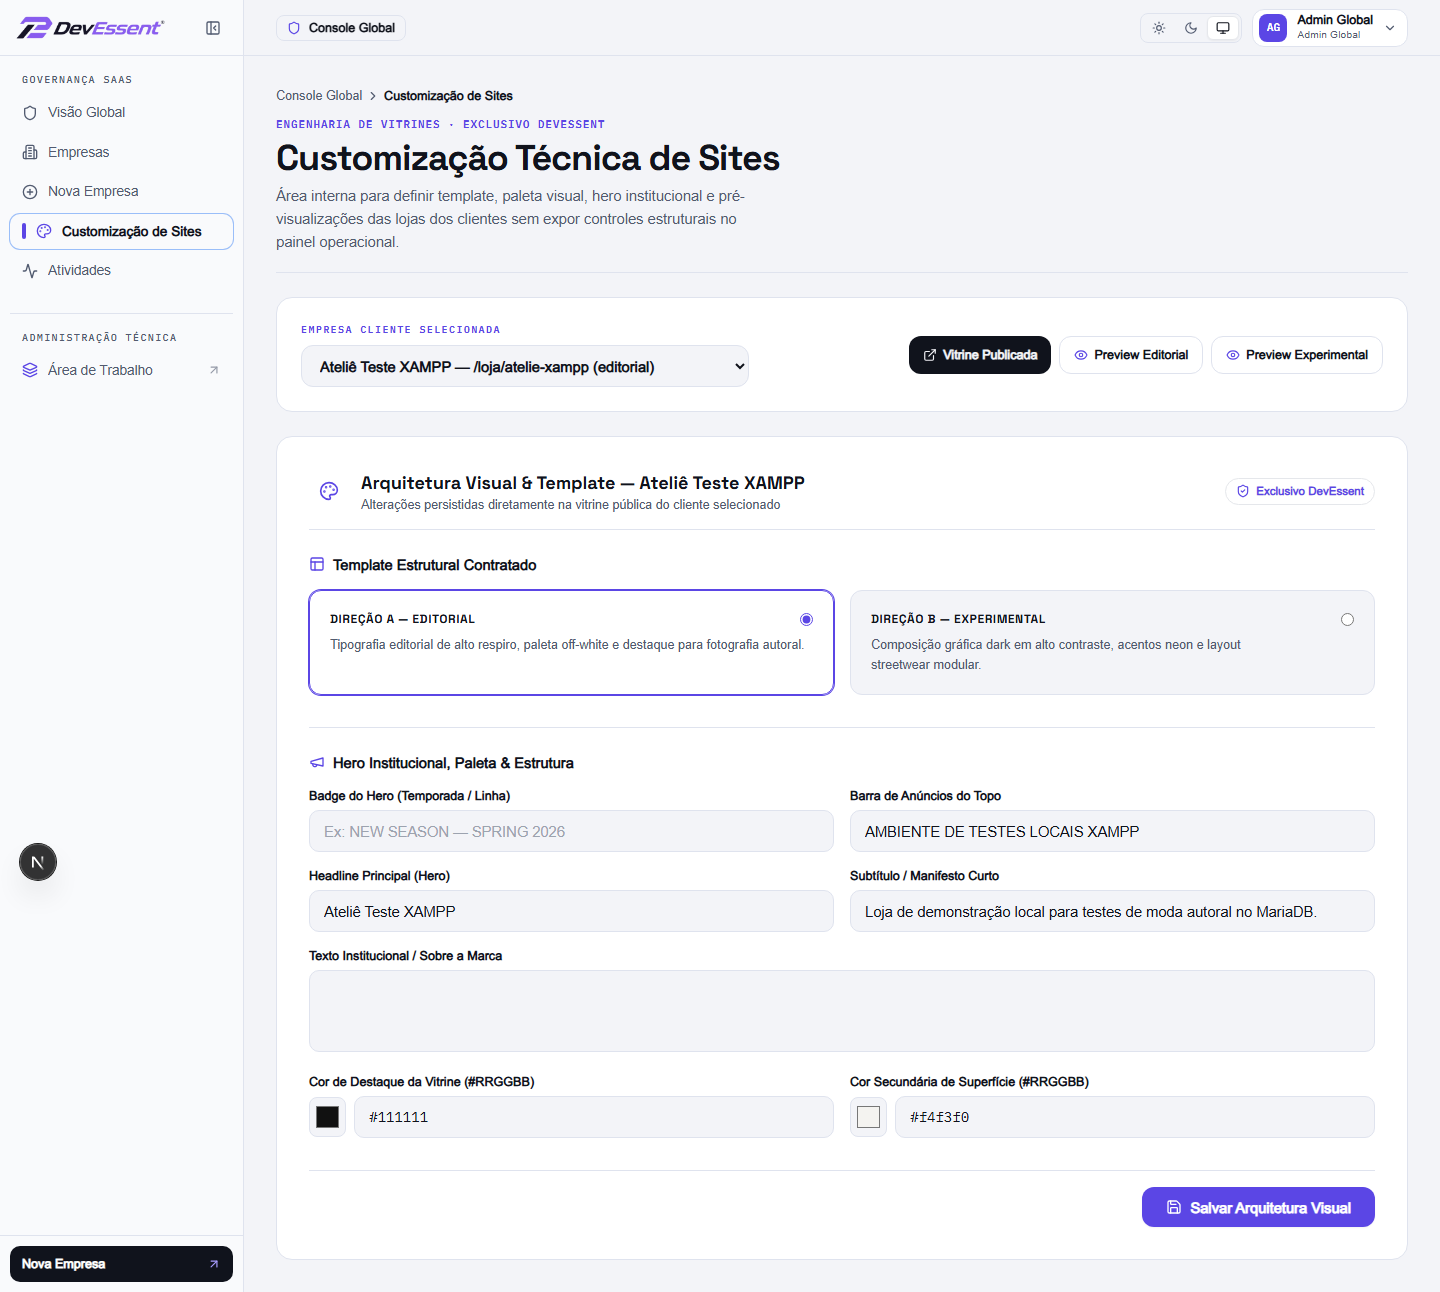 DevEssent
GOVERNANÇA SAAS
Visão Global
Empresas
Nova Empresa
Customização de Sites
Atividades
ADMINISTRAÇÃO TÉCNICA
Área de Trabalho
N
Nova Empresa
Console Global
AG
Admin Global
Admin Global
Console Global > Customização de Sites
ENGENHARIA DE VITRINES · EXCLUSIVO DEVESSENT
Customização Técnica de Sites
Área interna para definir template, paleta visual, hero institucional e pré-
visualizações das lojas dos clientes sem expor controles estruturais no
painel operacional.
EMPRESA CLIENTE SELECIONADA
Ateliê Teste XAMPP — /loja/atelie-xampp (editorial)
Vitrine Publicada
Preview Editorial
Preview Experimental
Arquitetura Visual & Template — Ateliê Teste XAMPP
Alterações persistidas diretamente na vitrine pública do cliente selecionado
Exclusivo DevEssent
Template Estrutural Contratado
DIREÇÃO A — EDITORIAL
Tipografia editorial de alto respiro, paleta off-white e destaque para fotografia autoral.
DIREÇÃO B — EXPERIMENTAL
Composição gráfica dark em alto contraste, acentos neon e layout
streetwear modular.
Hero Institucional, Paleta & Estrutura
Badge do Hero (Temporada / Linha)
Ex: NEW SEASON — SPRING 2026
Barra de Anúncios do Topo
AMBIENTE DE TESTES LOCAIS XAMPP
Headline Principal (Hero)
Ateliê Teste XAMPP
Subtítulo / Manifesto Curto
Loja de demonstração local para testes de moda autoral no MariaDB.
Texto Institucional / Sobre a Marca
Cor de Destaque da Vitrine (#RRGGBB)
#111111
Cor Secundária de Superfície (#RRGGBB)
#f4f3f0
Salvar Arquitetura Visual